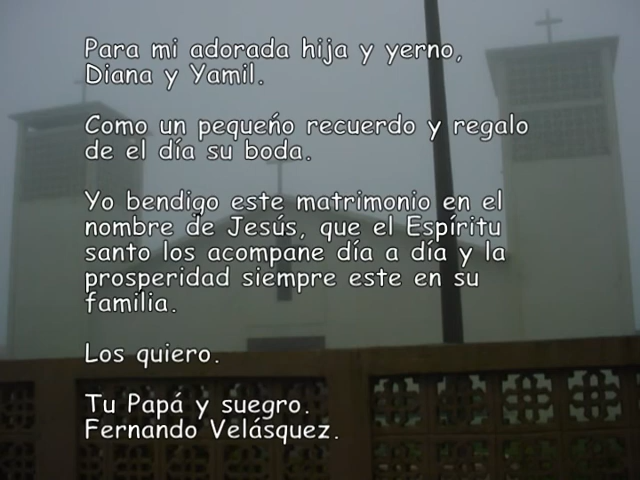 Para mi adorada hija y yerno,
Diana y Yamil.
Como un pequeño recuerdo y regalo
de el día su boda.
Yo bendigo este matrimonio en el
nombre de Jesús, que el Espíritu
santo los acompane día a día y la
prosperidad siempre este en su
familia.
Los quiero.
Tu Papá y suegro.
Fernando Velásquez.